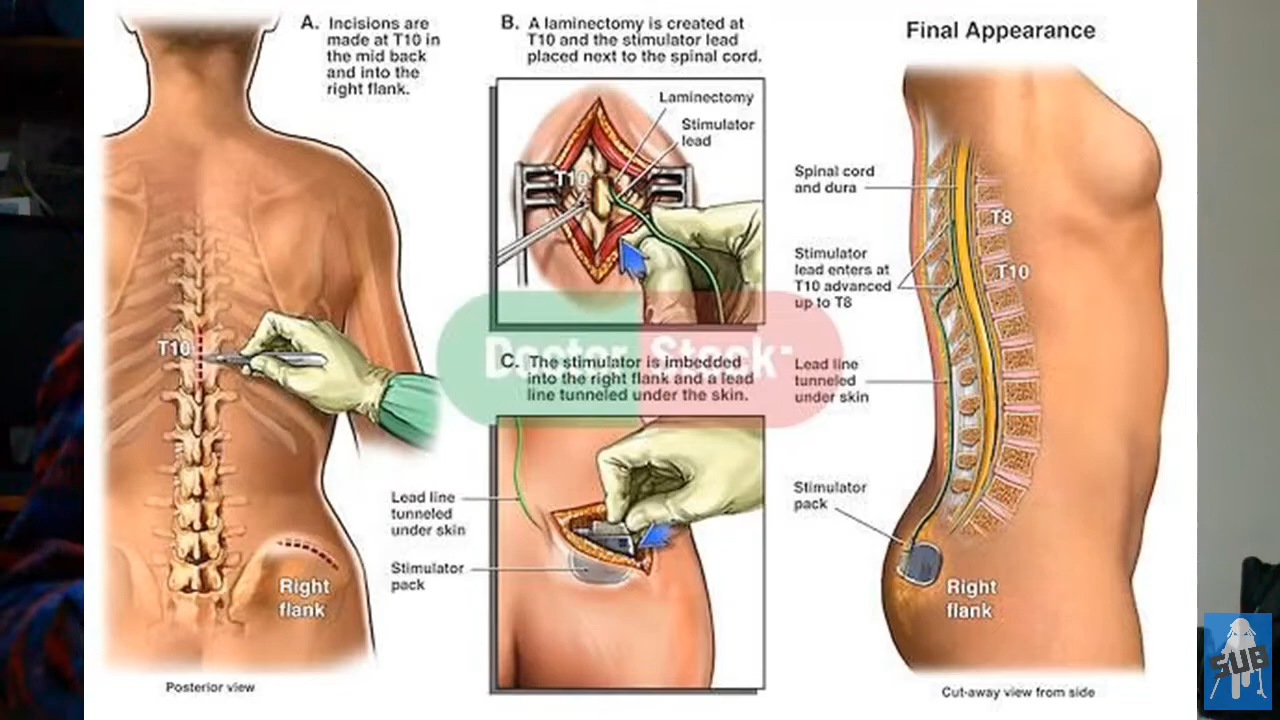 A. Incisions are
made at T10 in
the mid back
and into the
right flank.
T10
Right
flank
Posterior view
B. A laminectomy is created at
T10 and the stimulator lead
placed next to the spinal cord.
Laminectomy
Stimulator
lead
T10
C. The stimulator is imbedded
into the right flank and a lead
line tunneled under the skin.
Lead line
tunneled
under skin
Stimulator
pack
Final Appearance
Spinal cord
and dura
T8
T10
Stimulator
lead enters at
T10 advanced
up to T8
Lead line
tunneled
under skin
Stimulator
pack
Right
flank
Cut-away view from side
SUB